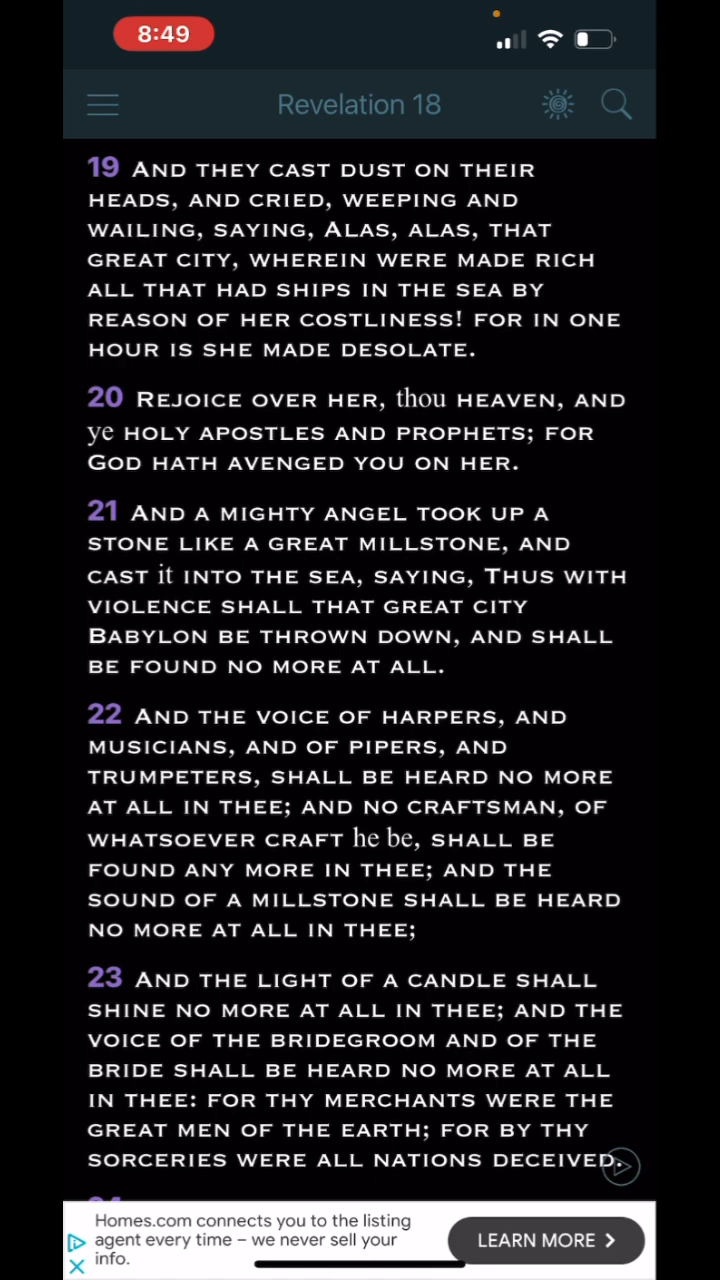 8:49
Revelation 18
19 And they cast dust on their
heads, and cried, weeping and
wailing, saying, Alas, alas, that
great city, wherein were made rich
all that had ships in the sea by
reason of her costliness! for in one
hour is she made desolate.
20 Rejoice over her, thou heaven, and
ye holy apostles and prophets; for
God hath avenged you on her.
21 And a mighty angel took up a
stone like a great millstone, and
cast it into the sea, saying, Thus with
violence shall that great city
Babylon be thrown down, and shall
be found no more at all.
22 And the voice of harpers, and
musicians, and of pipers, and
trumpeters, shall be heard no more
at all in thee; and no craftsman, of
whatsoever craft he be, shall be
found any more in thee; and the
sound of a millstone shall be heard
no more at all in thee;
23 And the light of a candle shall
shine no more at all in thee; and the
voice of the bridegroom and of the
bride shall be heard no more at all
in thee: for thy merchants were the
great men of the earth; for by thy
sorceries were all nations deceived.
Homes.com connects you to the listing
agent every time – we never sell your
info.
LEARN MORE